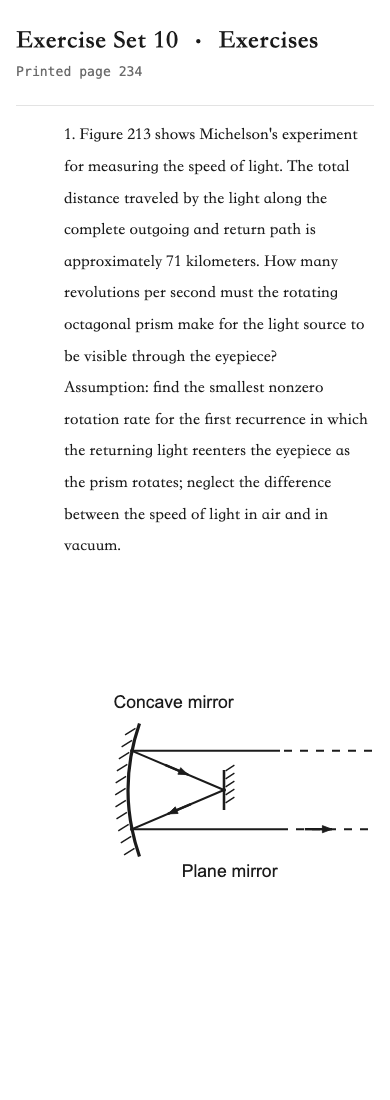 Exercise Set 10 · Exercises
Printed page 234
1. Figure 213 shows Michelson's experiment
for measuring the speed of light. The total
distance traveled by the light along the
complete outgoing and return path is
approximately 71 kilometers. How many
revolutions per second must the rotating
octagonal prism make for the light source to
be visible through the eyepiece?
Assumption: find the smallest nonzero
rotation rate for the first recurrence in which
the returning light reenters the eyepiece as
the prism rotates; neglect the difference
between the speed of light in air and in
vacuum.
Concave mirror
Plane mirror